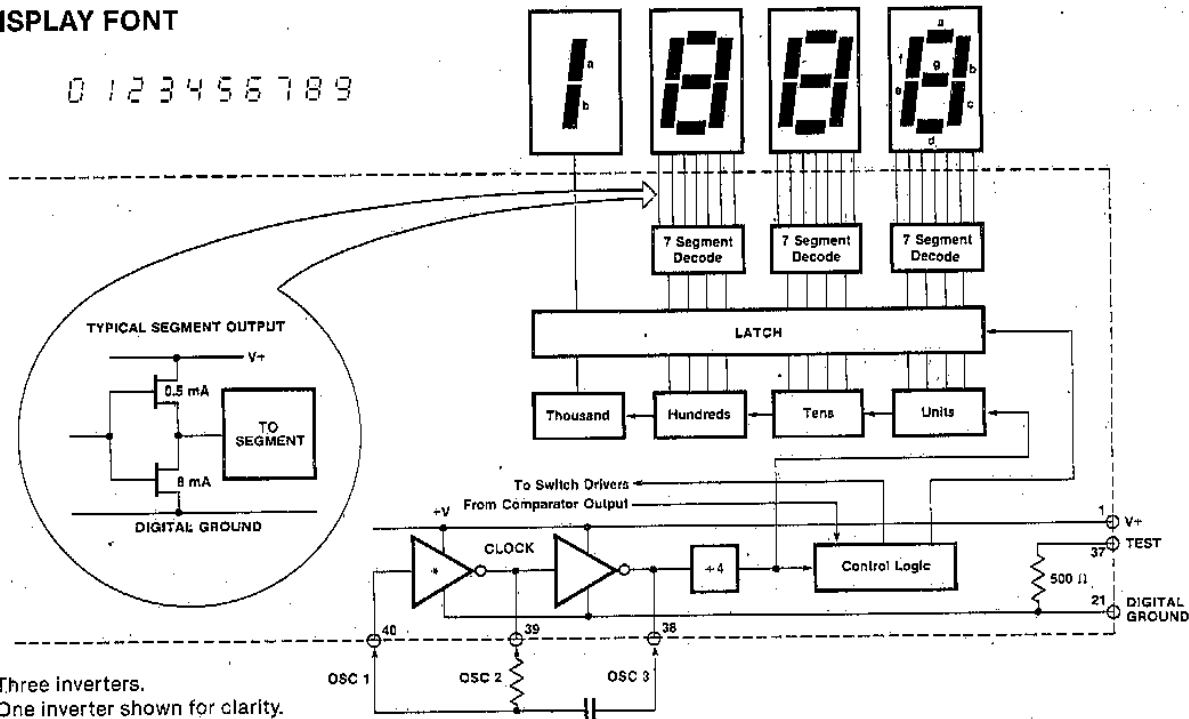 ISPLAY FONT
0 1 2 3 4 5 6 7 8 9
a
b
a
f
g
b
e
c
d
7 Segment
Decode
7 Segment
Decode
7 Segment
Decode
LATCH
TYPICAL SEGMENT OUTPUT
V+
0.5 mA
TO
SEGMENT
8 mA
DIGITAL GROUND
Thousand
Hundreds
Tens
Units
To Switch Drivers
From Comparator Output
+V
CLOCK
*
÷4
Control Logic
1
V+
37
TEST
500 Ω
21
DIGITAL
GROUND
40
39
38
OSC 1
OSC 2
OSC 3
Three inverters.
One inverter shown for clarity.